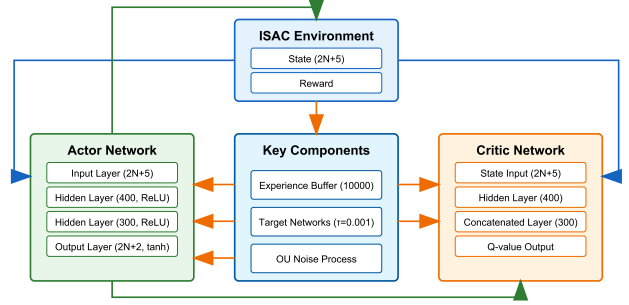 ISAC Environment
State (2N+5)
Reward
Actor Network
Input Layer (2N+5)
Hidden Layer (400, ReLU)
Hidden Layer (300, ReLU)
Output Layer (2N+2, tanh)
Key Components
Experience Buffer (10000)
Target Networks (τ=0.001)
OU Noise Process
Critic Network
State Input (2N+5)
Hidden Layer (400)
Concatenated Layer (300)
Q-value Output